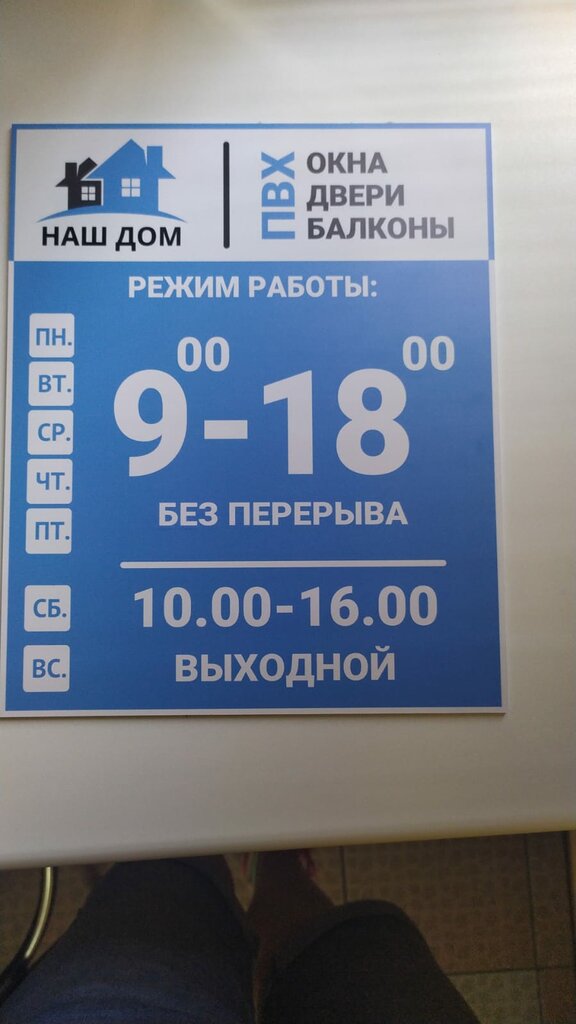 НАШ ДОМ
ПВХ
ОКНА
ДВЕРИ
БАЛКОНЫ
РЕЖИМ РАБОТЫ:
ПН.
ВТ.
СР.
ЧТ.
ПТ.
9 00 - 18 00
БЕЗ ПЕРЕРЫВА
СБ. 10.00-16.00
ВС. ВЫХОДНОЙ